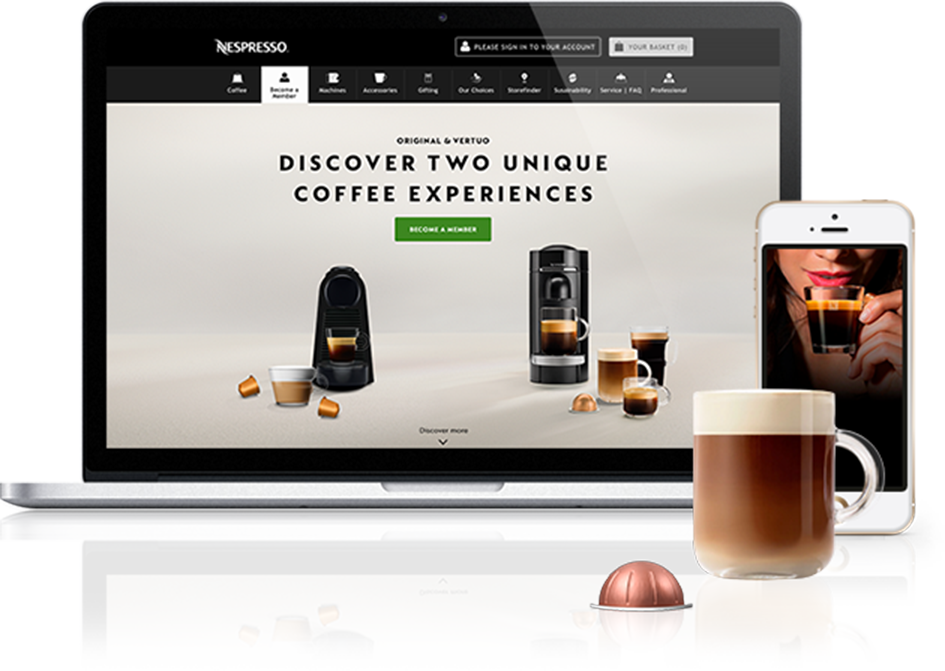 NESPRESSO
PLEASE SIGN IN TO YOUR ACCOUNT
YOUR BASKET (0)
Coffee
Become a
Member
Machines
Accessories
Gifting
Our Choices
Storefinder
Sustainability
Service | FAQ
Professional
ORIGINAL & VERTUO
DISCOVER TWO UNIQUE
COFFEE EXPERIENCES
BECOME A MEMBER
Discover more